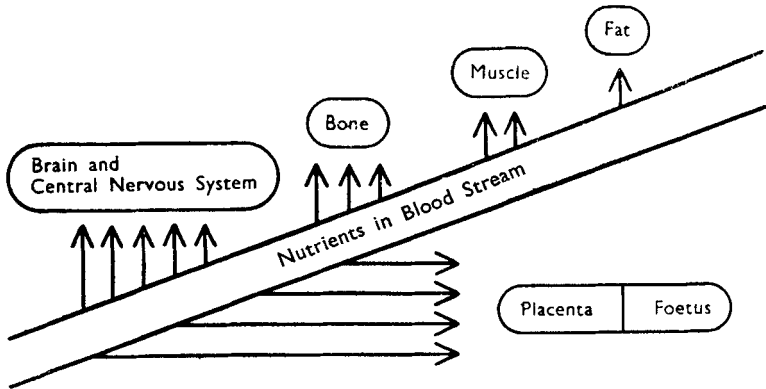 Fat
Muscle
Bone
Brain and
Central Nervous System
Nutrients in Blood Stream
Placenta
Foetus